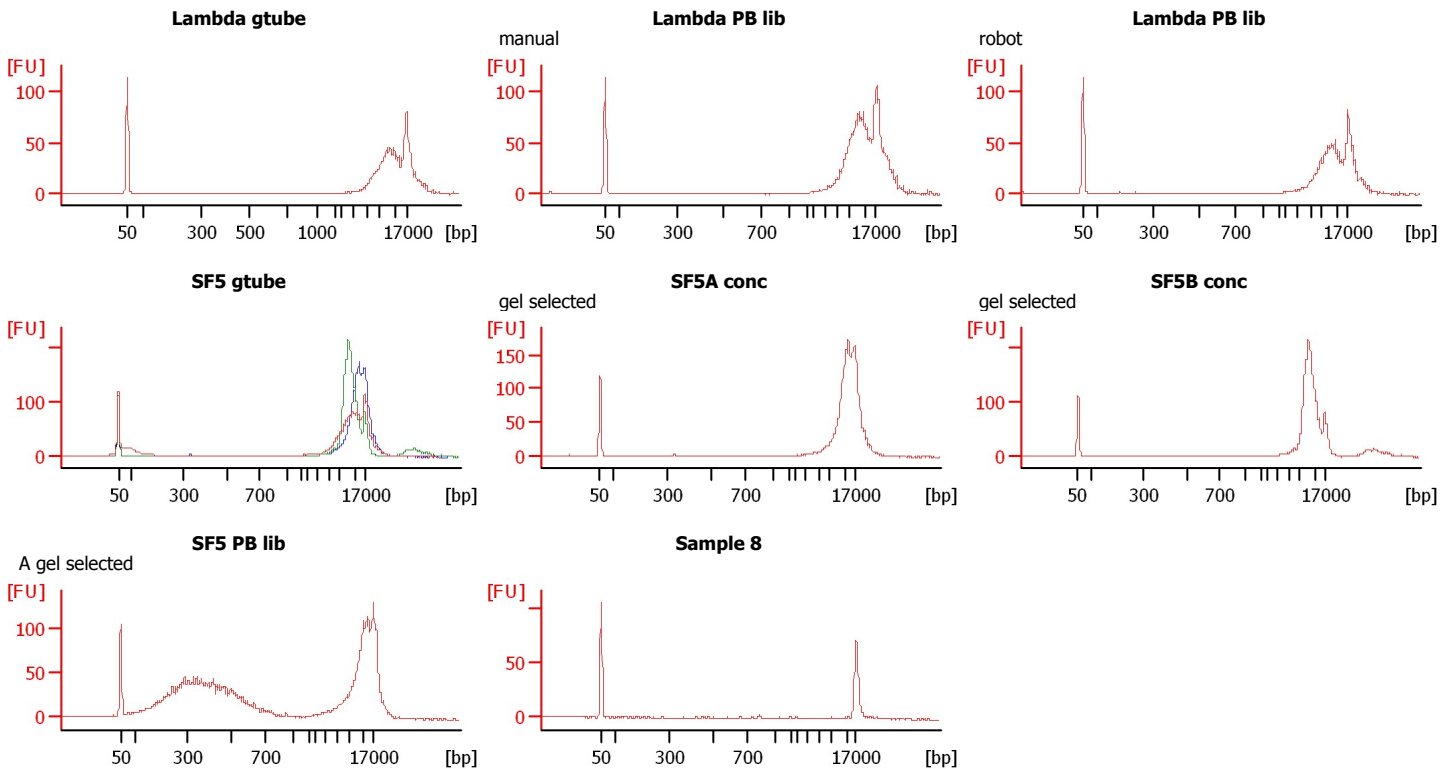 Lambda gtube
[FU]
100
50
0
50 300 500 1000 17000 [bp]
Lambda PB lib
manual
[FU]
100
50
0
50 300 700 17000 [bp]
Lambda PB lib
robot
[FU]
100
50
0
50 300 700 17000 [bp]
SF5 gtube
[FU]
100
0
50 300 700 17000 [bp]
SF5A conc
gel selected
[FU]
150
100
50
0
50 300 700 17000 [bp]
SF5B conc
gel selected
[FU]
100
0
50 300 700 17000 [bp]
SF5 PB lib
A gel selected
[FU]
100
50
0
50 300 700 17000 [bp]
Sample 8
[FU]
50
0
50 300 700 17000 [bp]